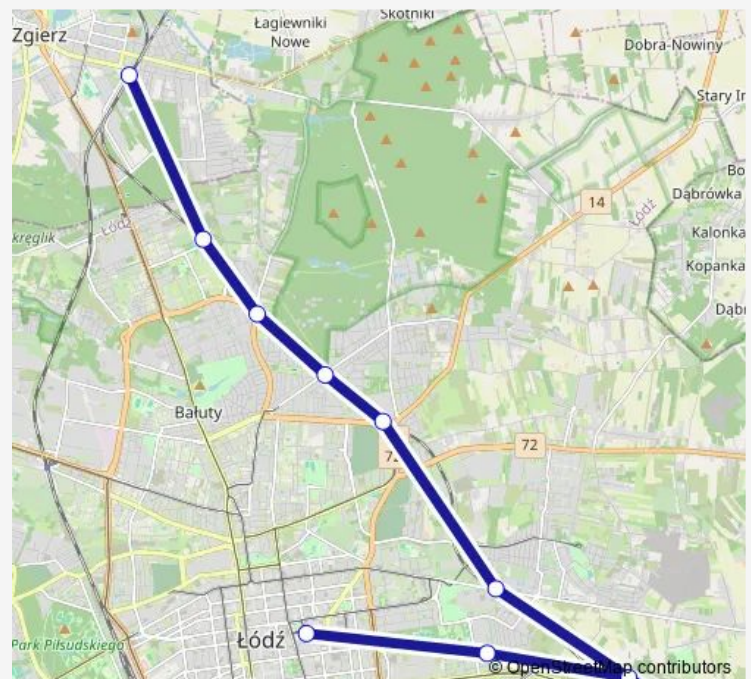 Skotniki
Łagiewniki
Nowe
Zgierz
Dobra-Nowiny
Stary Ir
Bo
Dąbrówka
14
Łódź
Łódź
kręglik
Kalonka
Kopanka
Dąbr
Bałuty
72
72
Łódź
Park Piłsudskiego
© OpenStreetMap contributors